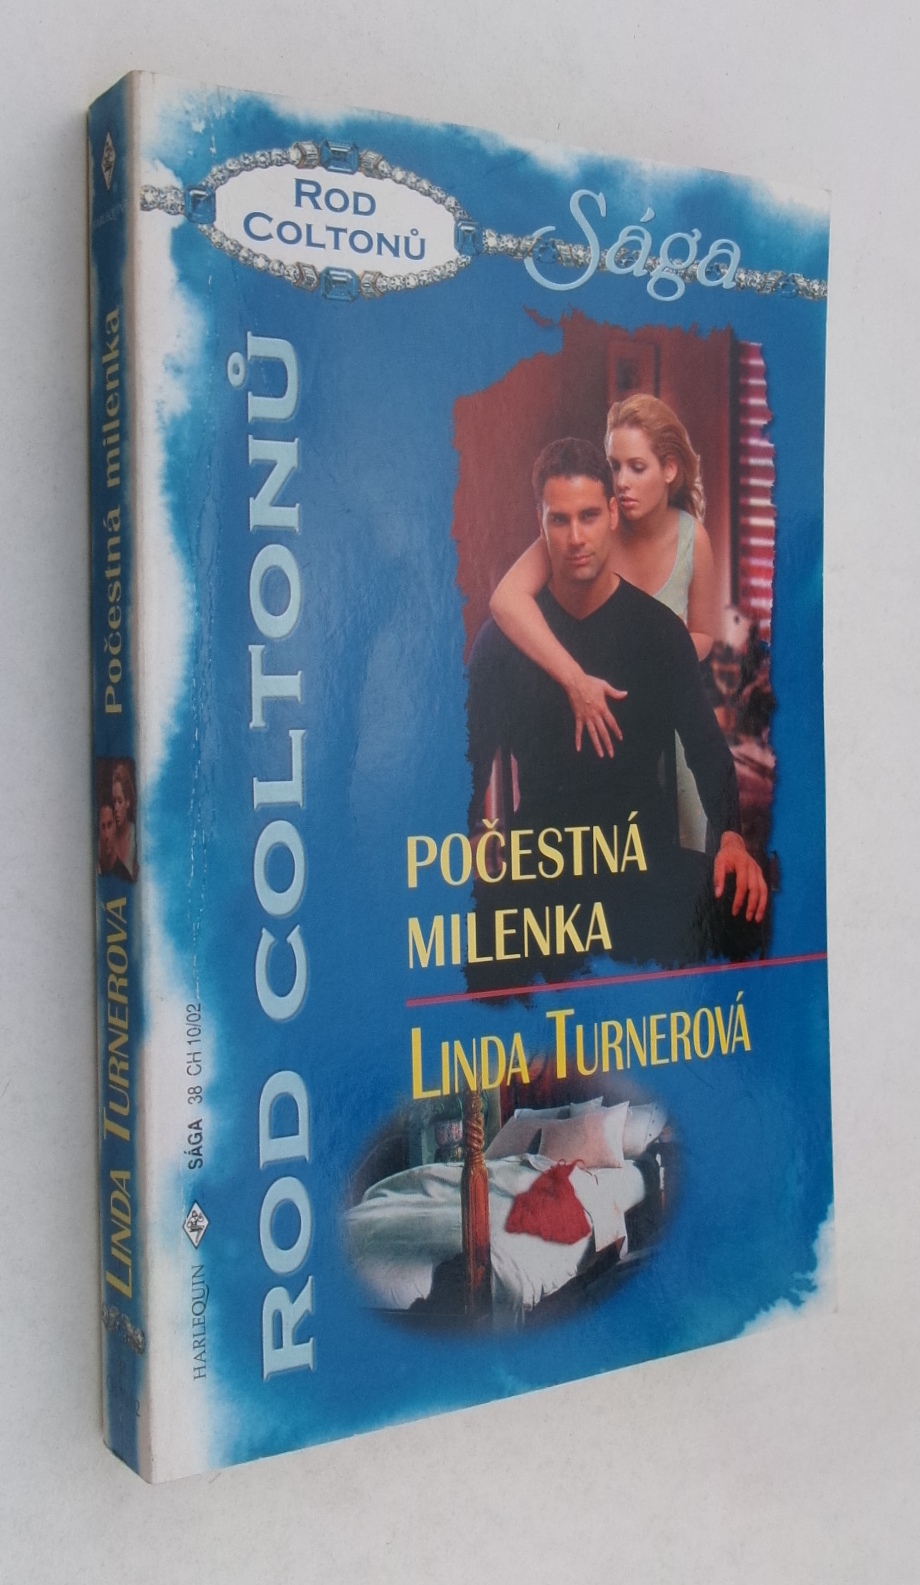 ROD
COLTONŮ
Sága
ROD COLTONŮ
POČESTNÁ
MILENKA
LINDA TURNEROVÁ
HARLEQUIN
SÁGA 38 CH 10/02
HARLEQUIN
Počestná milenka
LINDA TURNEROVÁ